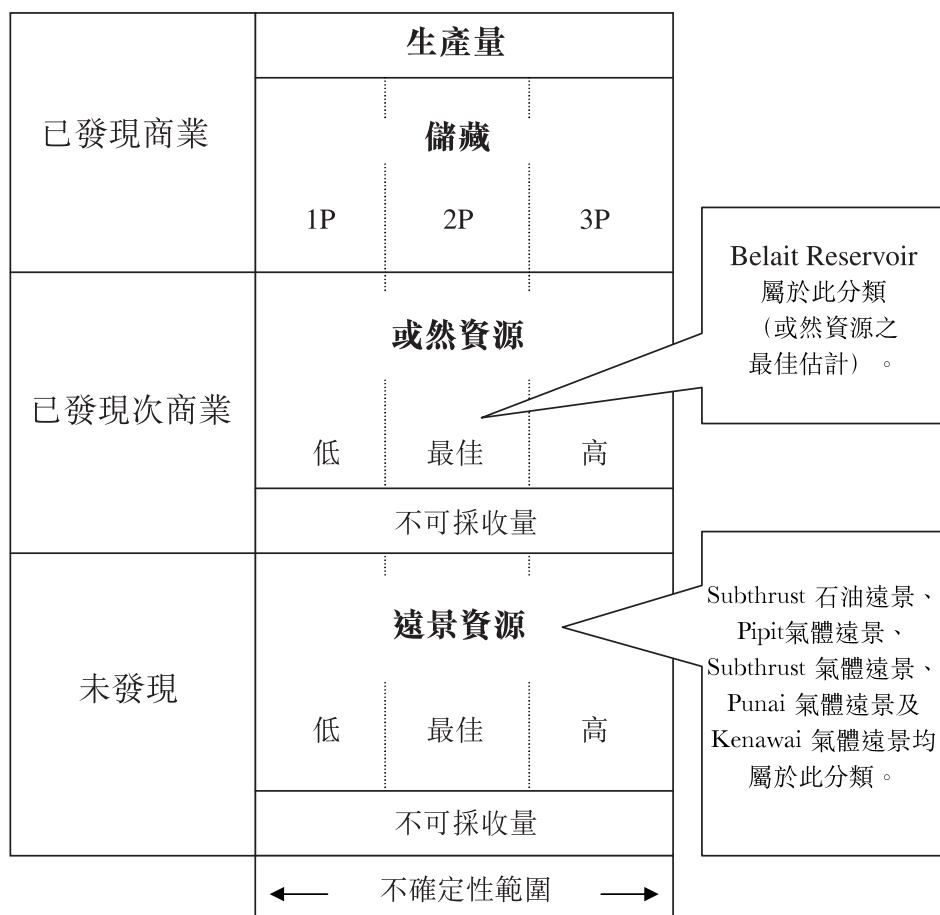 生產量
已發現商業
儲藏
1P 2P 3P
Belait Reservoir
屬於此分類
（或然資源之
最佳估計）。
或然資源
已發現次商業
低 最佳 高
不可採收量
Subthrust 石油遠景、
Pipit氣體遠景、
Subthrust 氣體遠景、
Punai 氣體遠景及
Kenawai 氣體遠景均
屬於此分類。
遠景資源
未發現
低 最佳 高
不可採收量
不確定性範圍